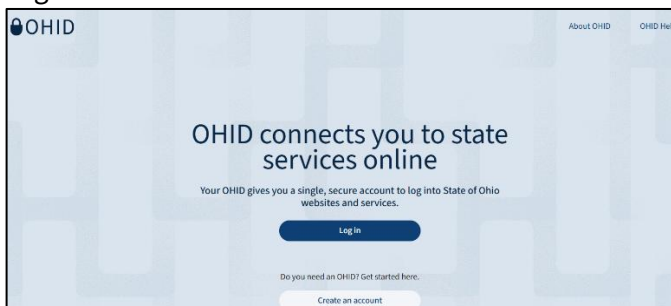 OHID
About OHID
OHID connects you to state
services online
Your OHID gives you a single, secure account to log into State of Ohio
websites and services.
Log in
Do you need an OHID? Get started here.
Create an account